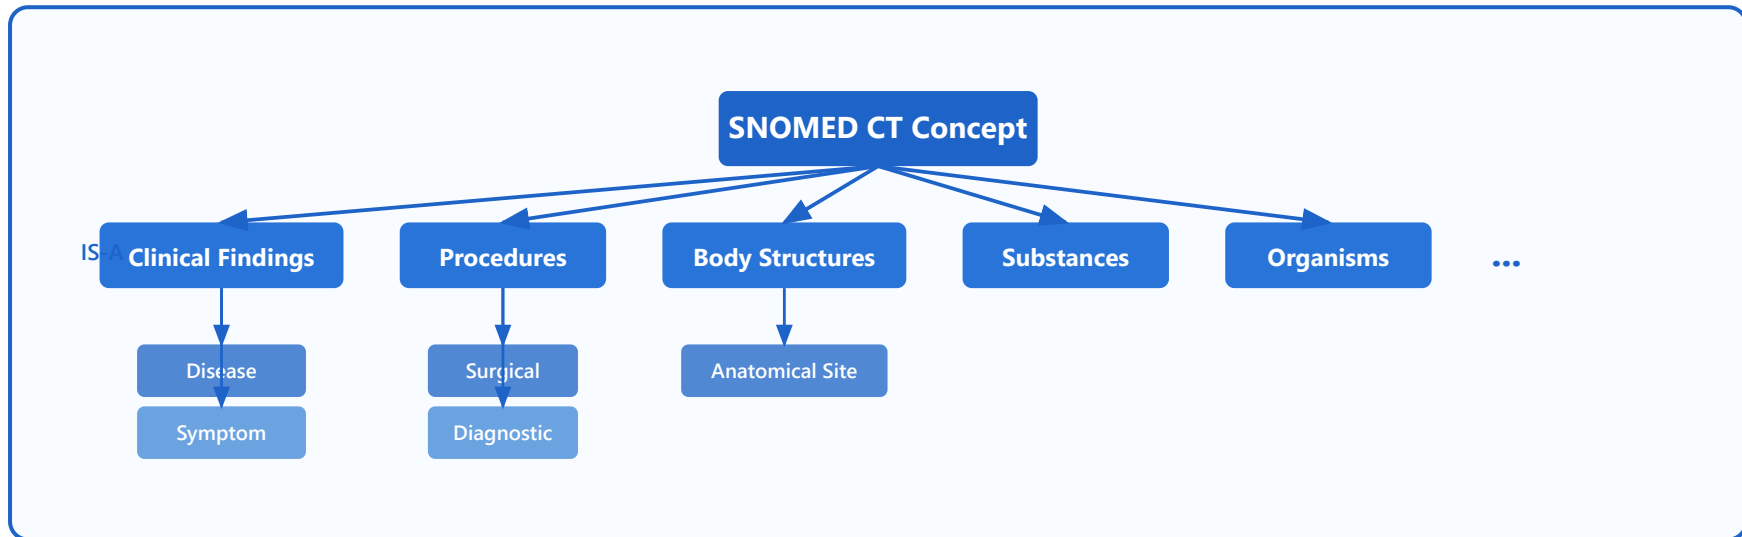 SNOMED CT Concept
IS-A
Clinical Findings
Procedures
Body Structures
Substances
Organisms
...
Disease
Surgical
Anatomical Site
Symptom
Diagnostic